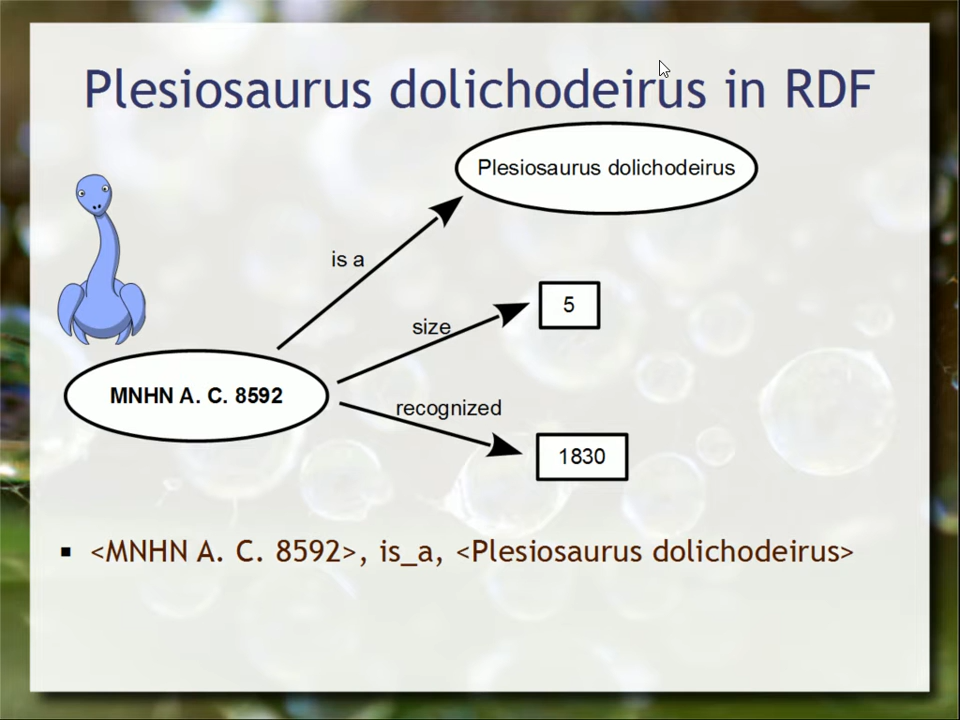 Plesiosaurus dolichodeirus in RDF
Plesiosaurus dolichodeirus
is a
5
size
MNHN A. C. 8592
recognized
1830
▪ <MNHN A. C. 8592>, is_a, <Plesiosaurus dolichodeirus>